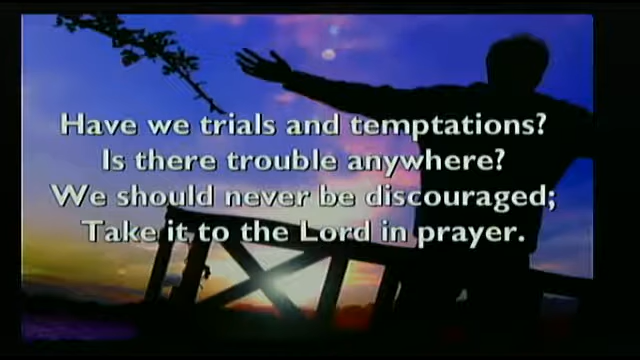 Have we trials and temptations?
Is there trouble anywhere?
We should never be discouraged;
Take it to the Lord in prayer.